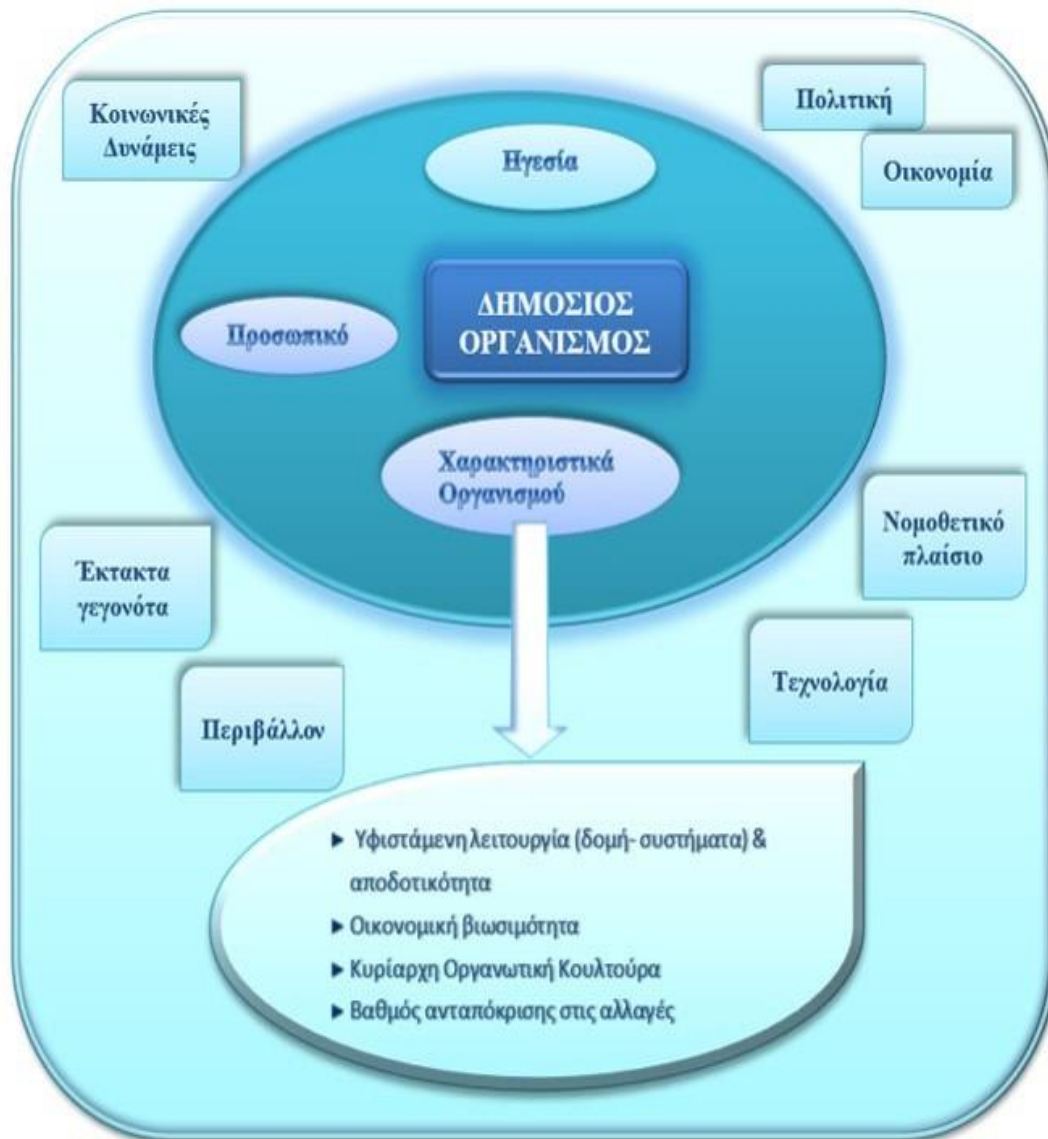 Κοινωνικές
Δυνάμεις
Πολιτική
Οικονομία
Ηγεσία
ΔΗΜΟΣΙΟΣ
ΟΡΓΑΝΙΣΜΟΣ
Προσωπικό
Χαρακτηριστικά
Οργανισμού
Νομοθετικό
πλαίσιο
Έκτακτα
γεγονότα
Τεχνολογία
Περιβάλλον
▶ Υφιστάμενη λειτουργία (δομή- συστήματα) &
αποδοτικότητα
▶ Οικονομική βιωσιμότητα
▶ Κυρίαρχη Οργανωτική Κουλτούρα
▶ Βαθμός ανταπόκρισης στις αλλαγές